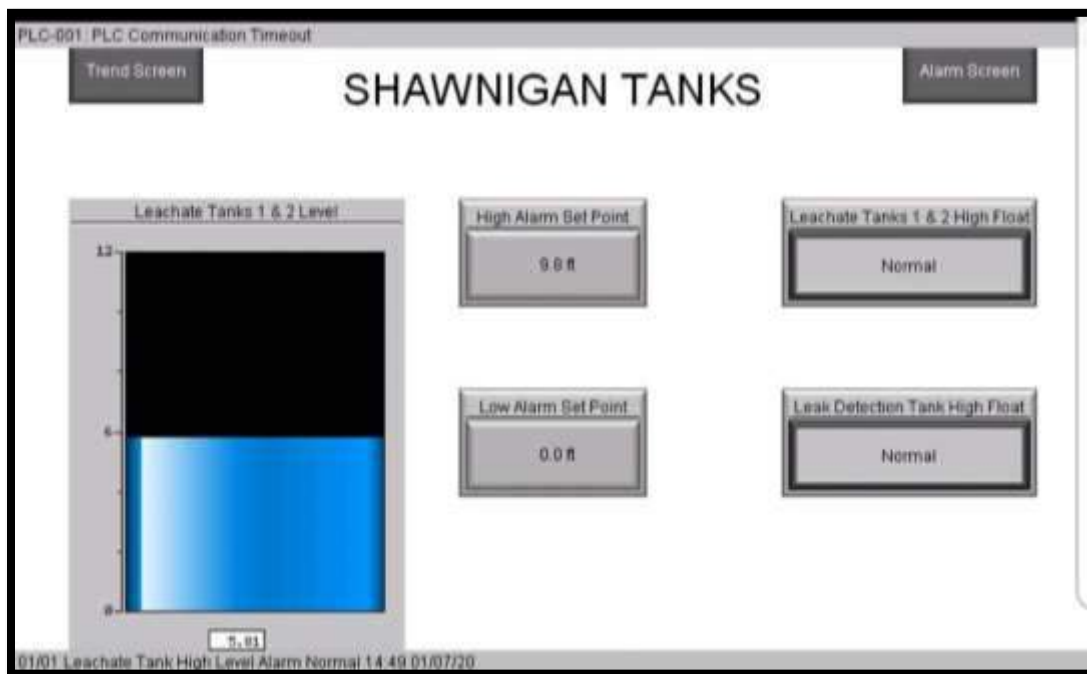 PLC-001: PLC Communication Timeout
Trend Screen
SHAWNIGAN TANKS
Alarm Screen
Leachate Tanks 1 & 2 Level
12
6
0
5.81
High Alarm Set Point
9.8 ft
Low Alarm Set Point
0.0 ft
Leachate Tanks 1 & 2 High Float
Normal
Leak Detection Tank High Float
Normal
01/01 Leachate Tank High Level Alarm Normal 14:49 01/07/20